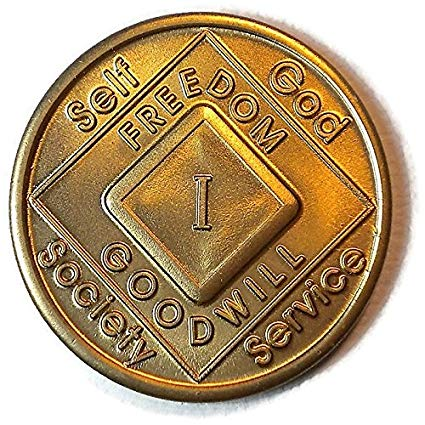 Self God
FREEDOM
I
GOODWILL
Society Service